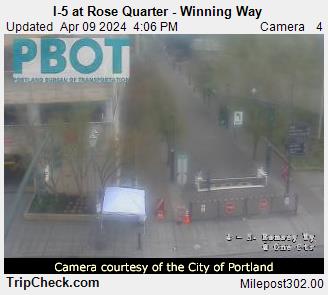 I-5 at Rose Quarter - Winning Way
Updated  Apr 09 2024  4:06 PM  Camera  4
PBOT
PORTLAND BUREAU OF TRANSPORTATION
Camera courtesy of the City of Portland
TripCheck.com  Milepost302.00